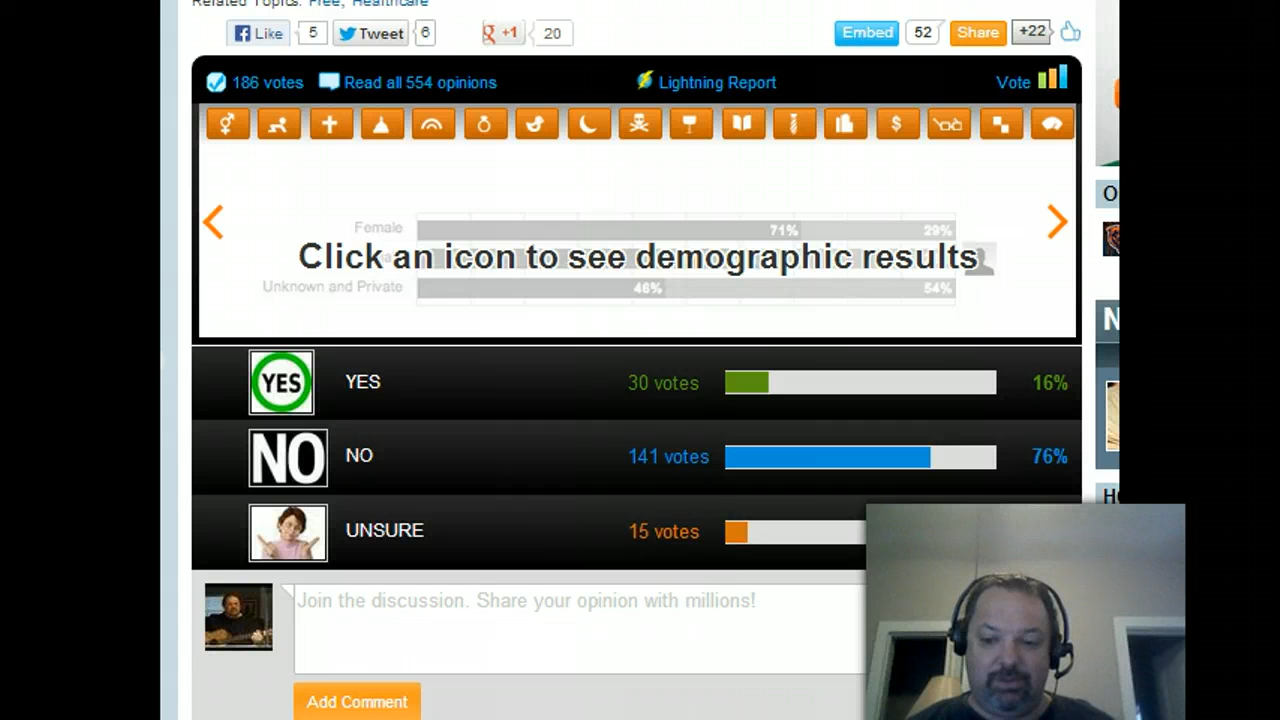 Related Topics: Free, Healthcare
Like 5 Tweet 6 +1 20 Embed 52 Share +22
186 votes Read all 554 opinions Lightning Report Vote
Female 71% 29%
Click an icon to see demographic results
Unknown and Private 46% 54%
YES YES 30 votes 16%
NO NO 141 votes 76%
UNSURE 15 votes
Join the discussion. Share your opinion with millions!
Add Comment